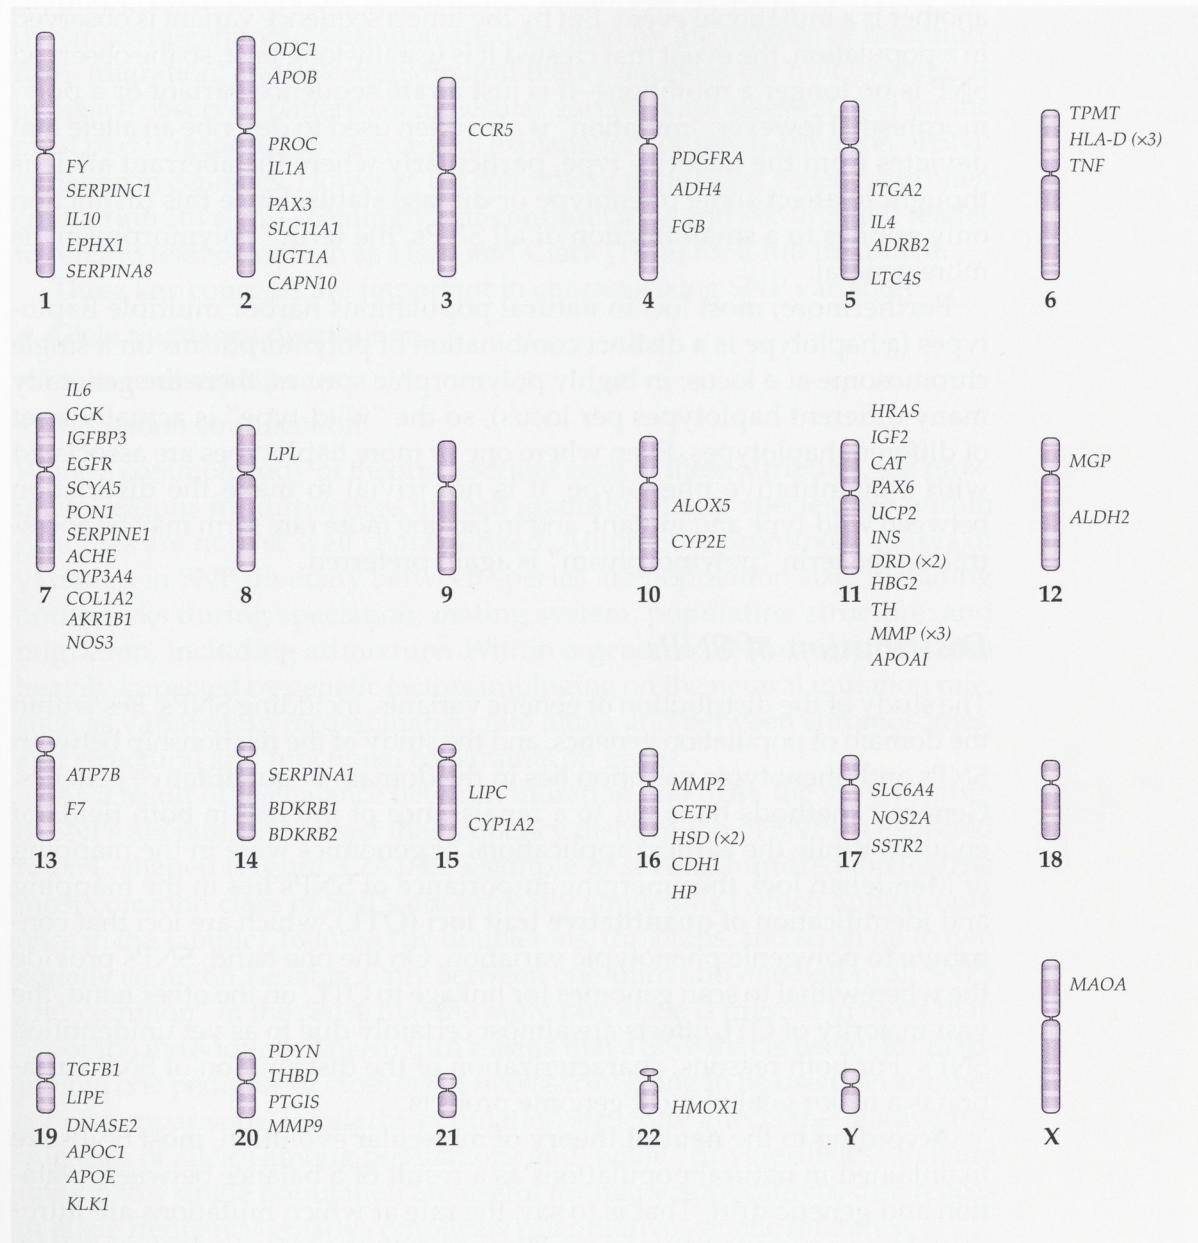 FY
SERPINC1
IL10
EPHX1
SERPINA8
1
ODC1
APOB
PROC
IL1A
PAX3
SLC11A1
UGT1A
CAPN10
2
CCR5
3
PDGFRA
ADH4
FGB
4
ITGA2
IL4
ADRB2
LTC4S
5
TPMT
HLA-D (×3)
TNF
6
IL6
GCK
IGFBP3
EGFR
SCYA5
PON1
SERPINE1
ACHE
CYP3A4
COL1A2
AKR1B1
NOS3
7
LPL
8
9
ALOX5
CYP2E
10
HRAS
IGF2
CAT
PAX6
UCP2
INS
DRD (×2)
HBG2
TH
MMP (×3)
APOAI
11
MGP
ALDH2
12
ATP7B
F7
13
SERPINA1
BDKRB1
BDKRB2
14
LIPC
CYP1A2
15
MMP2
CETP
HSD (×2)
CDH1
HP
16
SLC6A4
NOS2A
SSTR2
17
18
TGFB1
LIPE
DNASE2
APOC1
APOE
KLK1
19
PDYN
THBD
PTGIS
MMP9
20
21
HMOX1
22
Y
MAOA
X